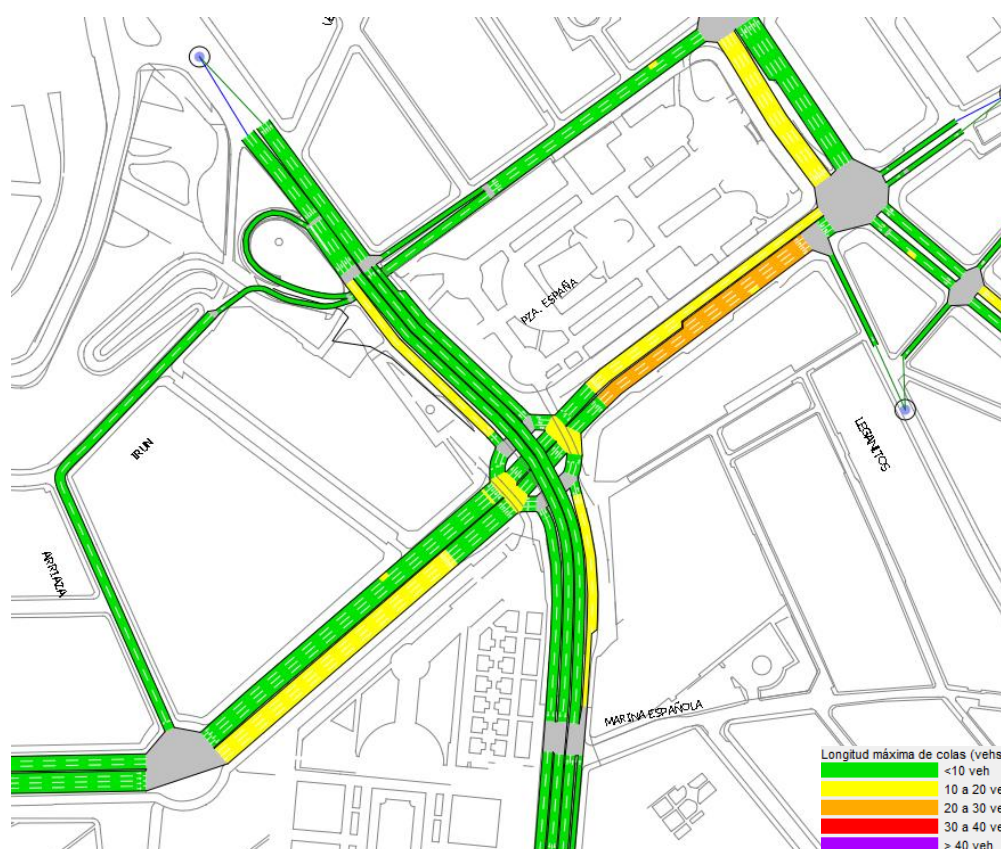 PZA. ESPAÑA
IRUN
LEGANITOS
ARRIAZA
MARINA ESPAÑOLA
Longitud máxima de colas (vehs
<10 veh
10 a 20 ve
20 a 30 ve
30 a 40 ve
> 40 veh